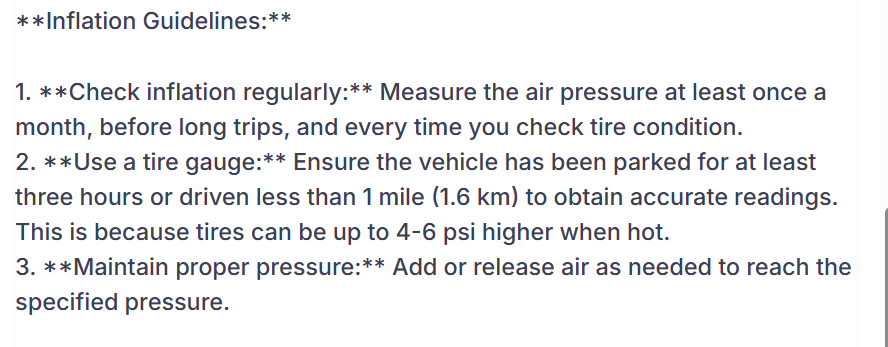 **Inflation Guidelines:**
1. **Check inflation regularly:** Measure the air pressure at least once a
month, before long trips, and every time you check tire condition.
2. **Use a tire gauge:** Ensure the vehicle has been parked for at least
three hours or driven less than 1 mile (1.6 km) to obtain accurate readings.
This is because tires can be up to 4-6 psi higher when hot.
3. **Maintain proper pressure:** Add or release air as needed to reach the
specified pressure.